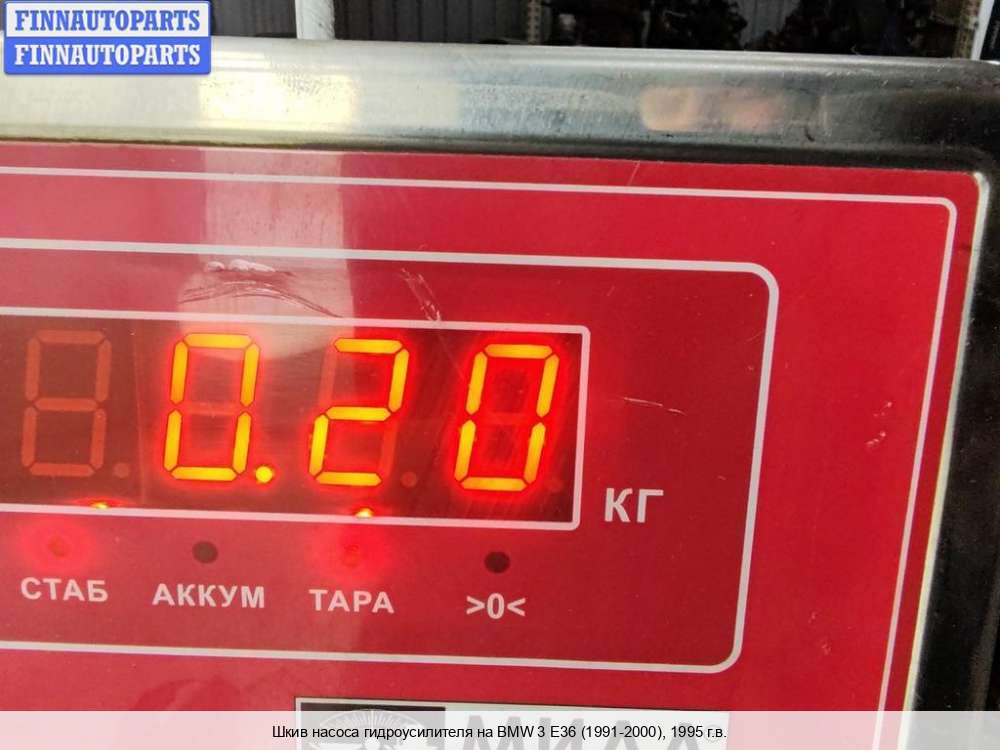 FINNAUTOPARTS
FINNAUTOPARTS
0.20
КГ
СТАБ АККУМ ТАРА >0<
Шкив насоса гидроусилителя на BMW 3 E36 (1991-2000), 1995 г.в.